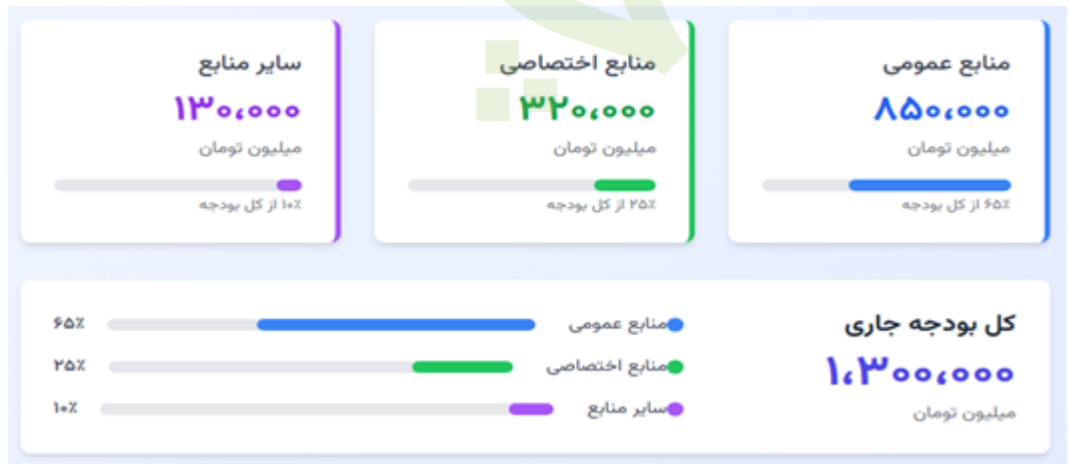 منابع عمومی
۸۵۰،۰۰۰
میلیون تومان
۶۵٪ از کل بودجه
منابع اختصاصی
۳۲۰،۰۰۰
میلیون تومان
۲۵٪ از کل بودجه
سایر منابع
۱۳۰،۰۰۰
میلیون تومان
۱۰٪ از کل بودجه
کل بودجه جاری
۱،۳۰۰،۰۰۰
میلیون تومان
منابع عمومی ۶۵٪
منابع اختصاصی ۲۵٪
سایر منابع ۱۰٪